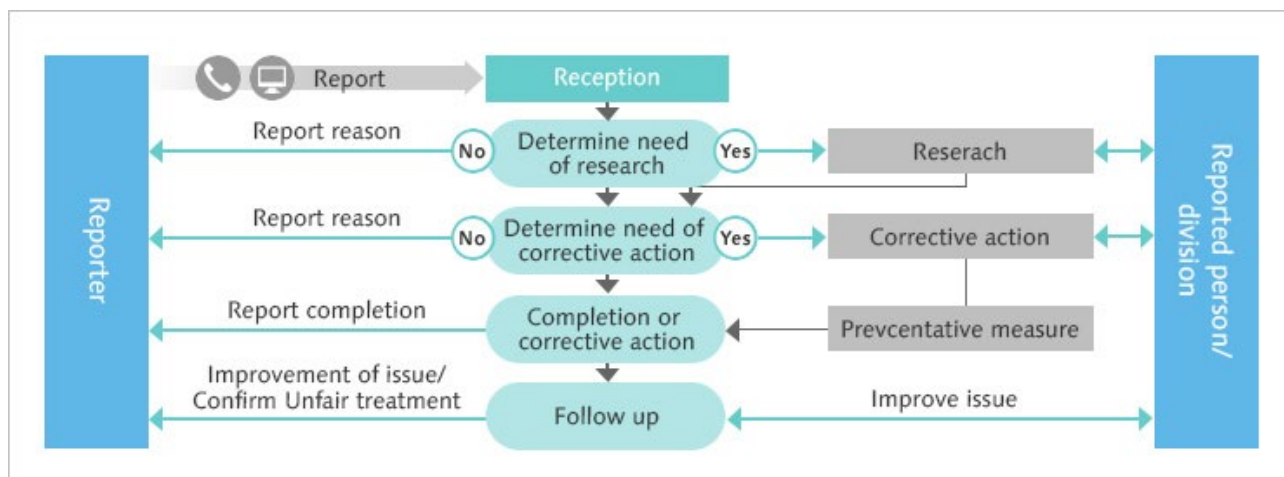 Report
Reception
Report reason
No
Determine need
of research
Yes
Reserach
Report reason
No
Determine need of
corrective action
Yes
Corrective action
Report completion
Completion or
corrective action
Prevcentative measure
Improvement of issue/
Confirm Unfair treatment
Follow up
Improve issue
Reporter
Reported person/
division